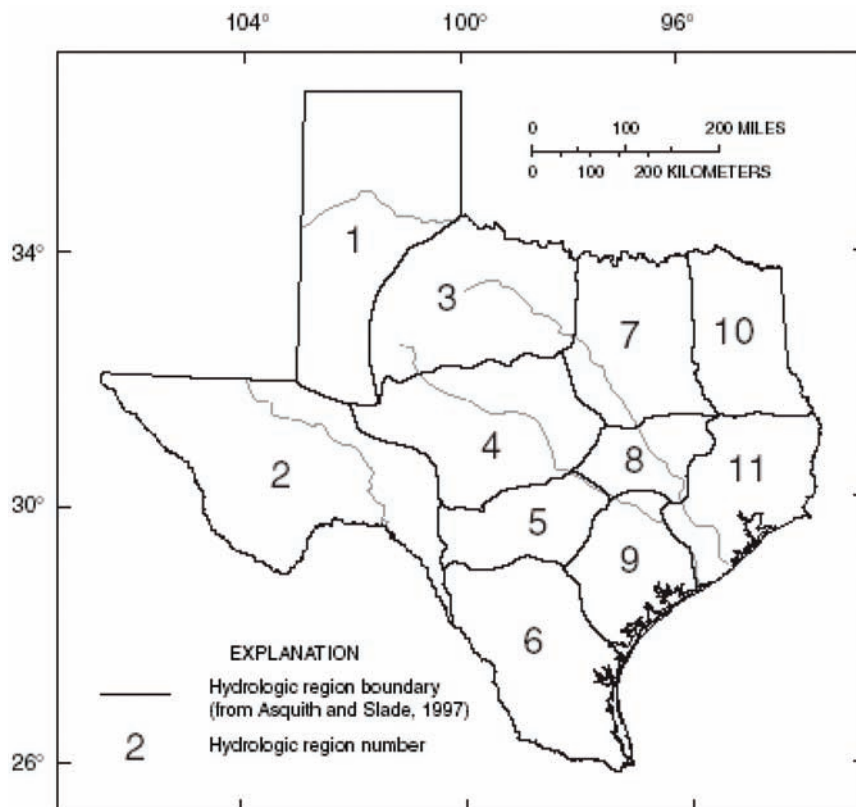 104° 100° 96°
0 100 200 MILES
0 100 200 KILOMETERS
34°
1
3
7
10
4
2
8
11
30°
5
9
6
EXPLANATION
Hydrologic region boundary
(from Asquith and Slade, 1997)
2 Hydrologic region number
26°